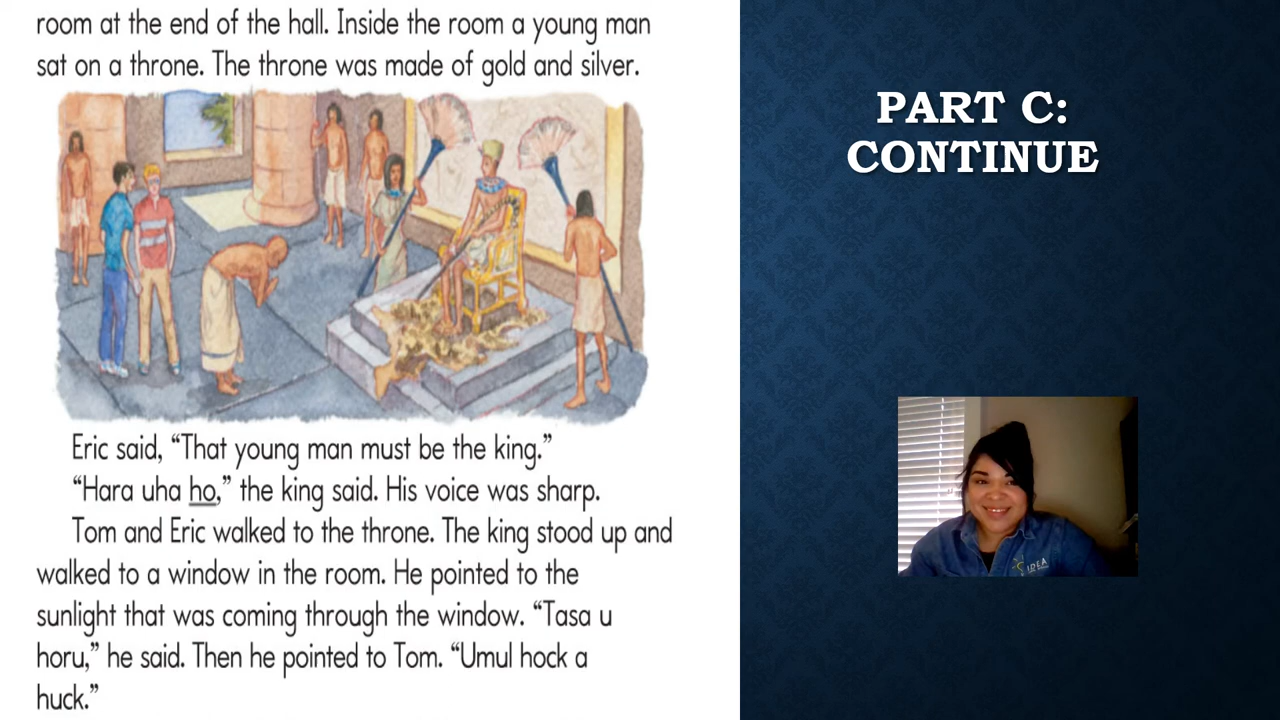 room at the end of the hall. Inside the room a young man
sat on a throne. The throne was made of gold and silver.
Eric said, “That young man must be the king.”
“Hara uha ho,” the king said. His voice was sharp.
Tom and Eric walked to the throne. The king stood up and
walked to a window in the room. He pointed to the
sunlight that was coming through the window. “Tasa u
horu,” he said. Then he pointed to Tom. “Umul hock a
huck.”
PART C:
CONTINUE
IDEA